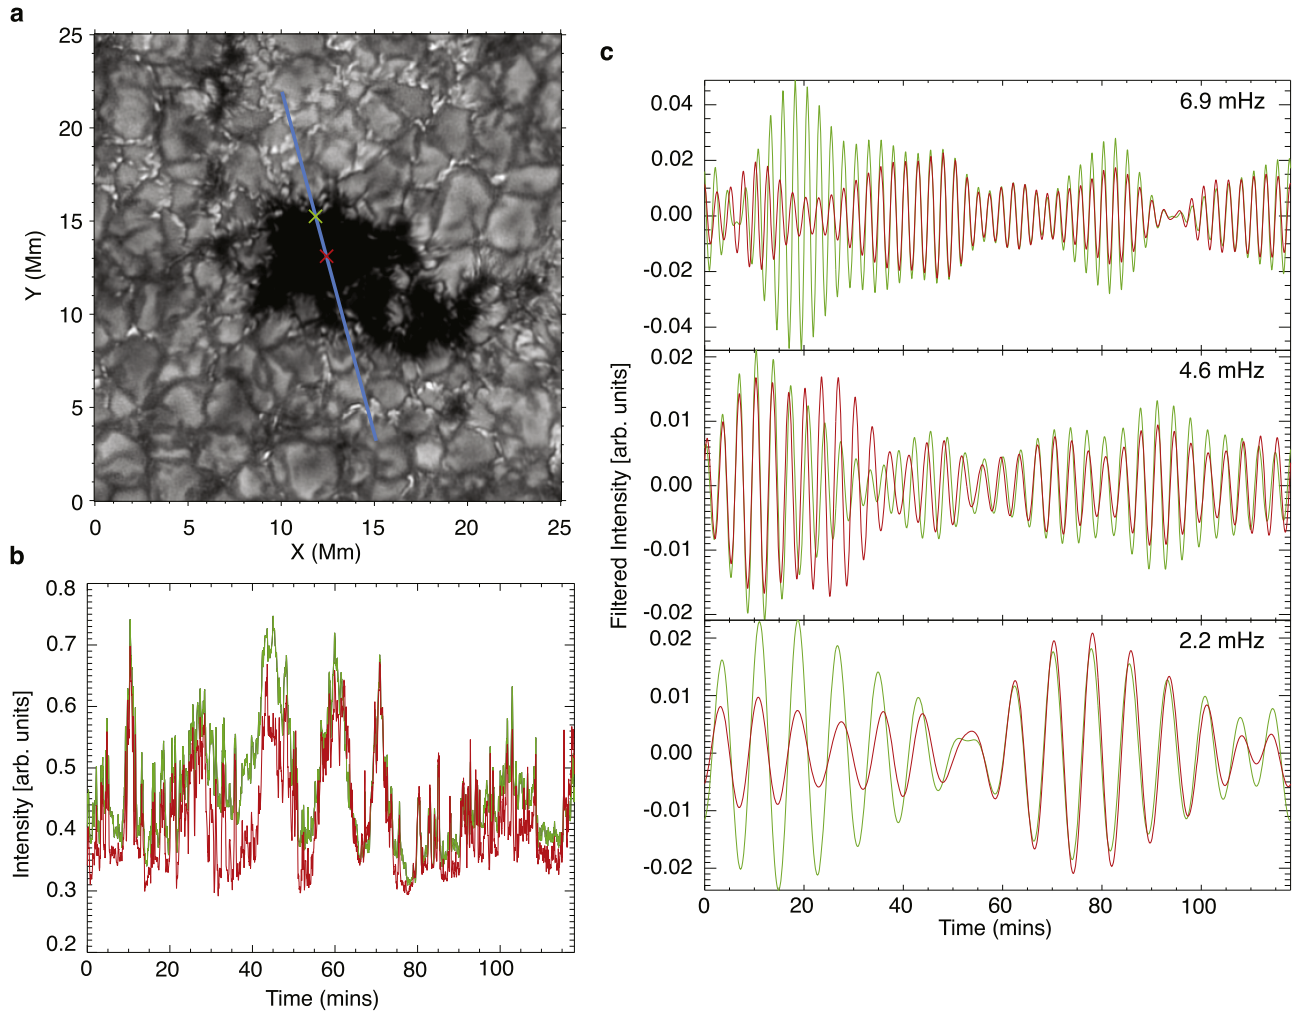 a
25
20
15
10
5
0
Y (Mm)
0 5 10 15 20 25
X (Mm)
b
0.8
0.7
0.6
0.5
0.4
0.3
0.2
Intensity [arb. units]
0 20 40 60 80 100
Time (mins)
c
6.9 mHz
0.04
0.02
0.00
-0.02
-0.04
4.6 mHz
0.02
0.01
0.00
-0.01
-0.02
2.2 mHz
0.02
0.01
0.00
-0.01
-0.02
Filtered Intensity [arb. units]
0 20 40 60 80 100
Time (mins)